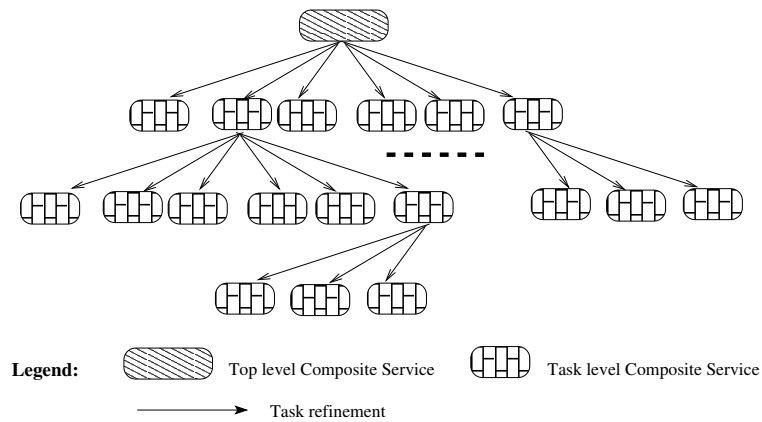 Legend:
Top level Composite Service
Task level Composite Service
Task refinement